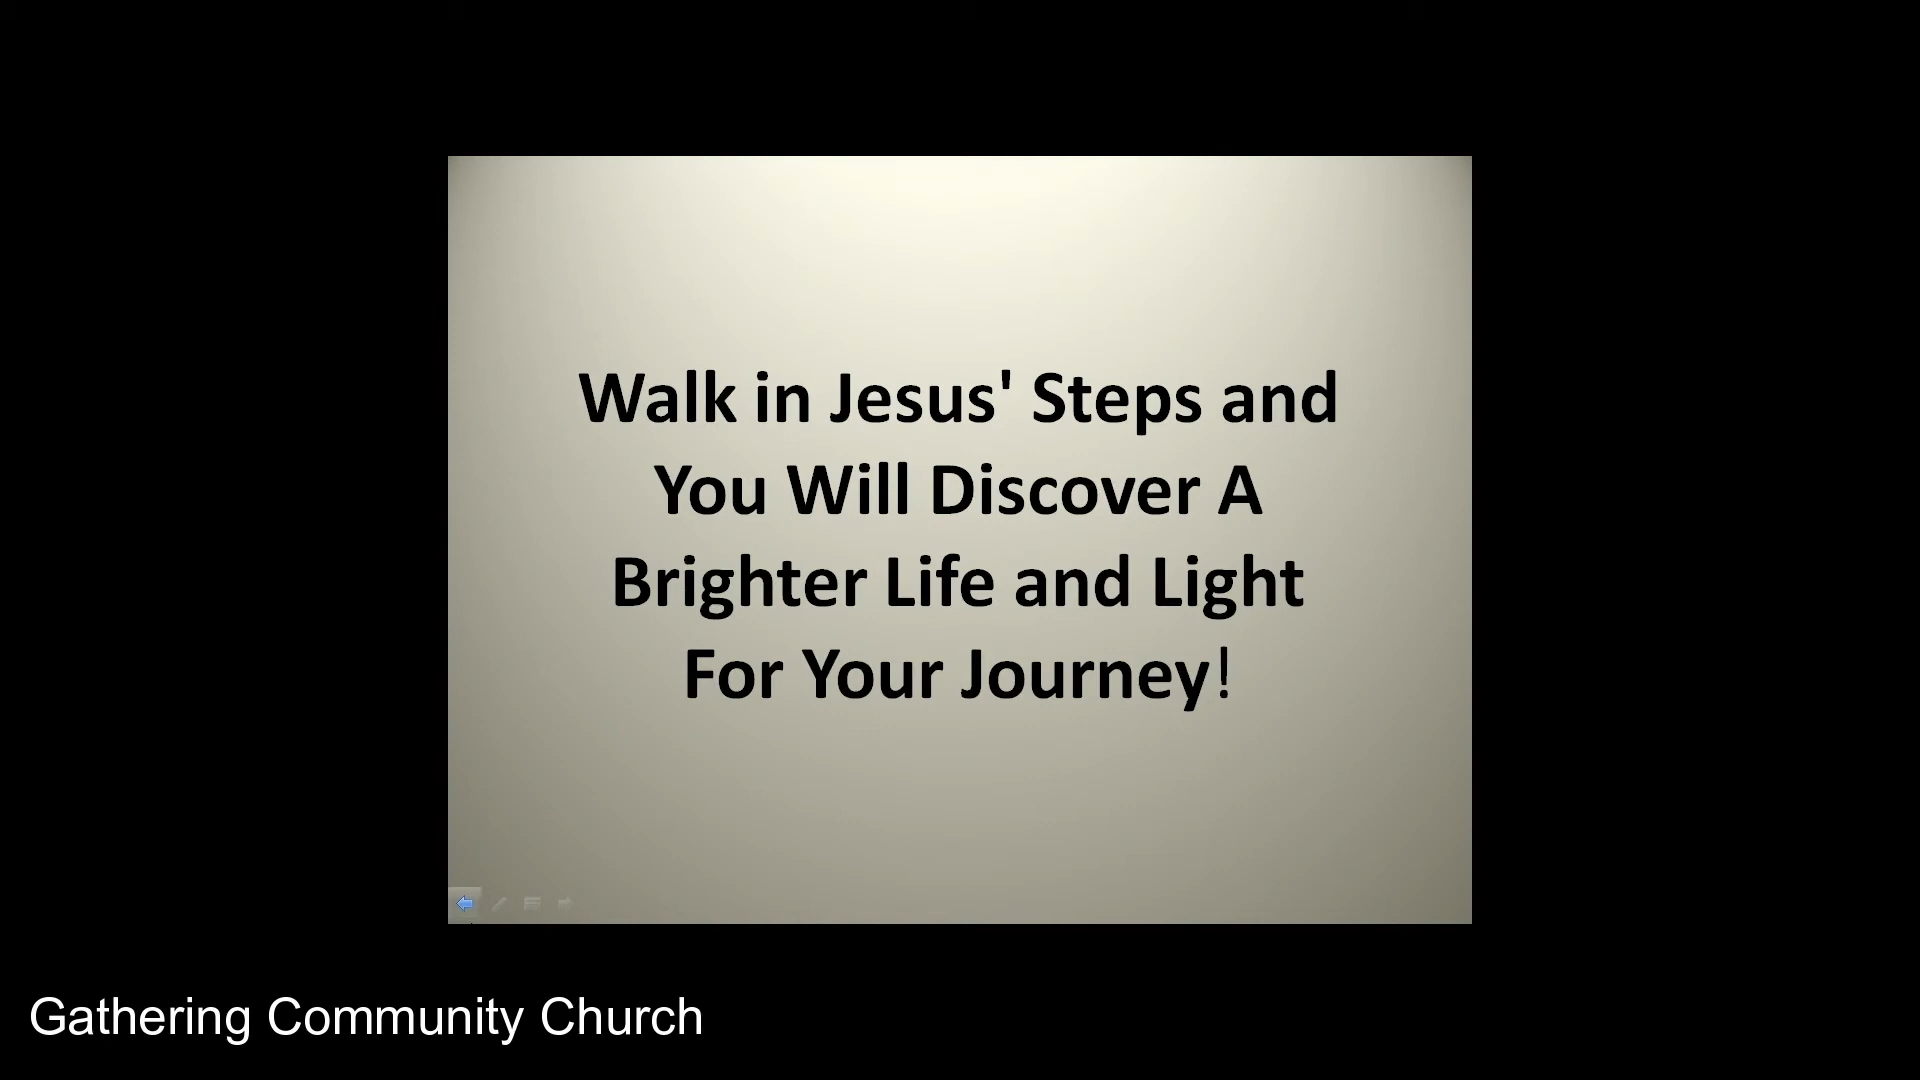 Walk in Jesus' Steps and
You Will Discover A
Brighter Life and Light
For Your Journey!
Gathering Community Church